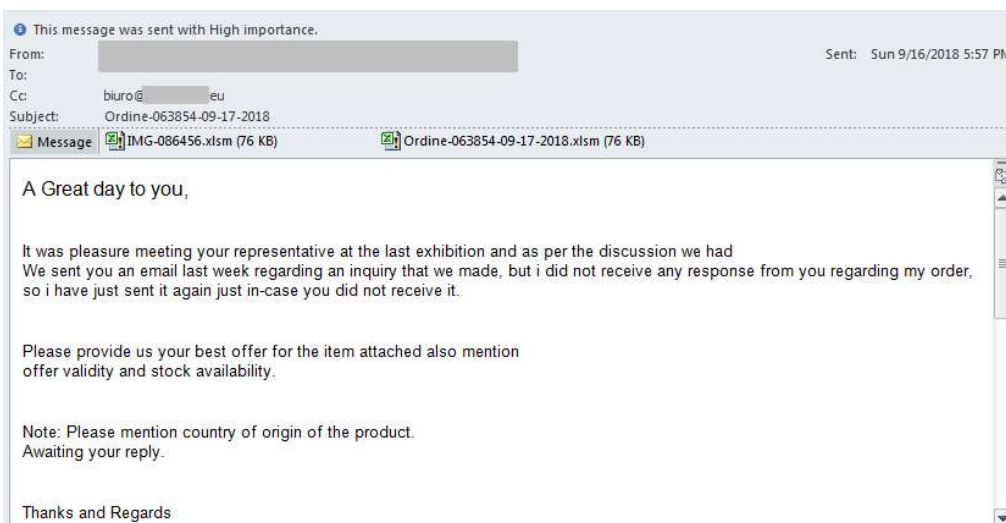 This message was sent with High importance.
From:
Sent: Sun 9/16/2018 5:57 PM
To:
Cc: biuro@ eu
Subject: Ordine-063854-09-17-2018
Message IMG-086456.xlsm (76 KB) Ordine-063854-09-17-2018.xlsm (76 KB)
A Great day to you,
It was pleasure meeting your representative at the last exhibition and as per the discussion we had
We sent you an email last week regarding an inquiry that we made, but i did not receive any response from you regarding my order,
so i have just sent it again just in-case you did not receive it.
Please provide us your best offer for the item attached also mention
offer validity and stock availability.
Note: Please mention country of origin of the product.
Awaiting your reply.
Thanks and Regards